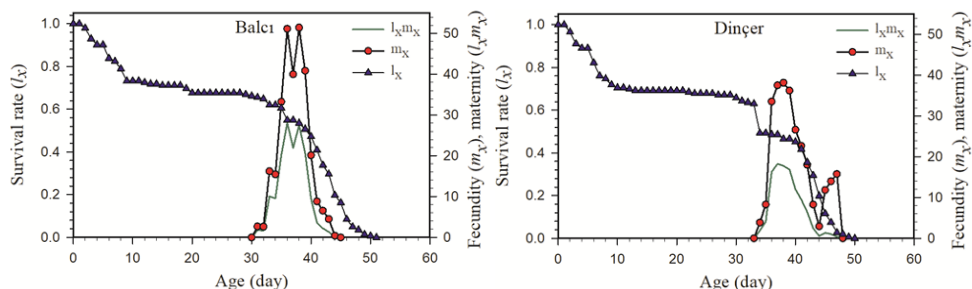 Balcı
l_xm_x
m_x
l_x
Survival rate (l_x)
1.0
0.8
0.6
0.4
0.2
0.0
50
40
30
20
10
0
Fecundity (m_x), maternity (l_xm_x)
0 10 20 30 40 50 60
Age (day)
Dinçer
l_xm_x
m_x
l_x
Survival rate (l_x)
1.0
0.8
0.6
0.4
0.2
0.0
50
40
30
20
10
0
Fecundity (m_x), maternity (l_xm_x)
0 10 20 30 40 50 60
Age (day)